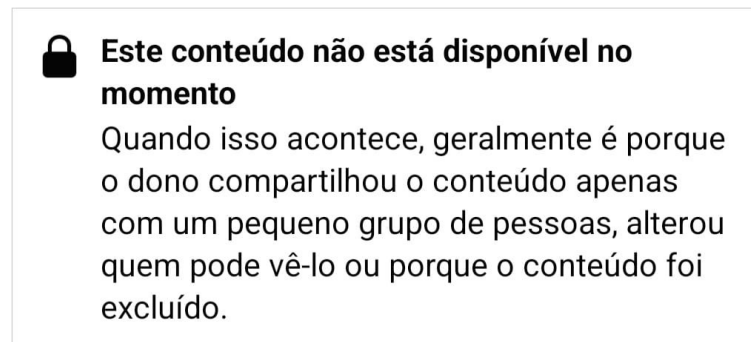 Este conteúdo não está disponível no
momento
Quando isso acontece, geralmente é porque
o dono compartilhou o conteúdo apenas
com um pequeno grupo de pessoas, alterou
quem pode vê-lo ou porque o conteúdo foi
excluído.